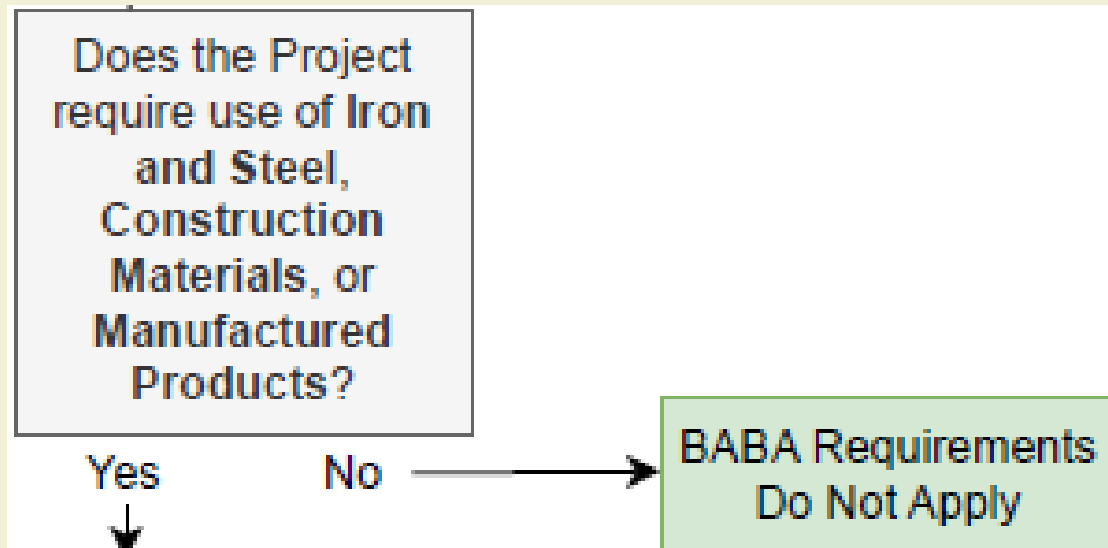 Does the Project
require use of Iron
and Steel,
Construction
Materials, or
Manufactured
Products?
Yes
No
BABA Requirements
Do Not Apply